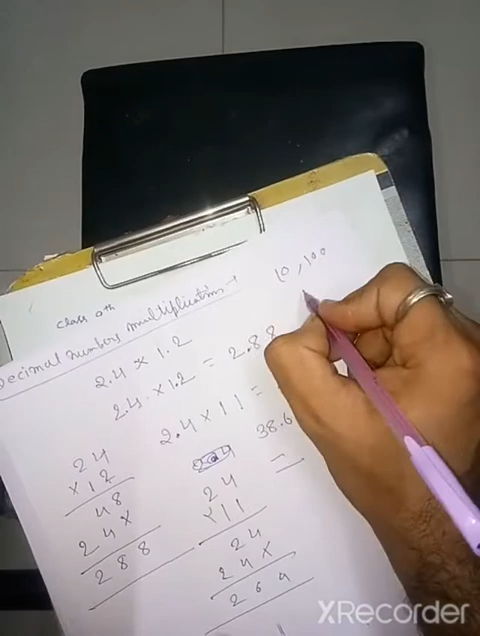 class 6th
Decimal numbers multiplication →
10, 100
2.4 × 1.2
2.4 × 1.2 = 2.88
2.4 × 11 =
38.6
24
× 12
48
24×
288
24
× 11
24
24×
264
XRecorder